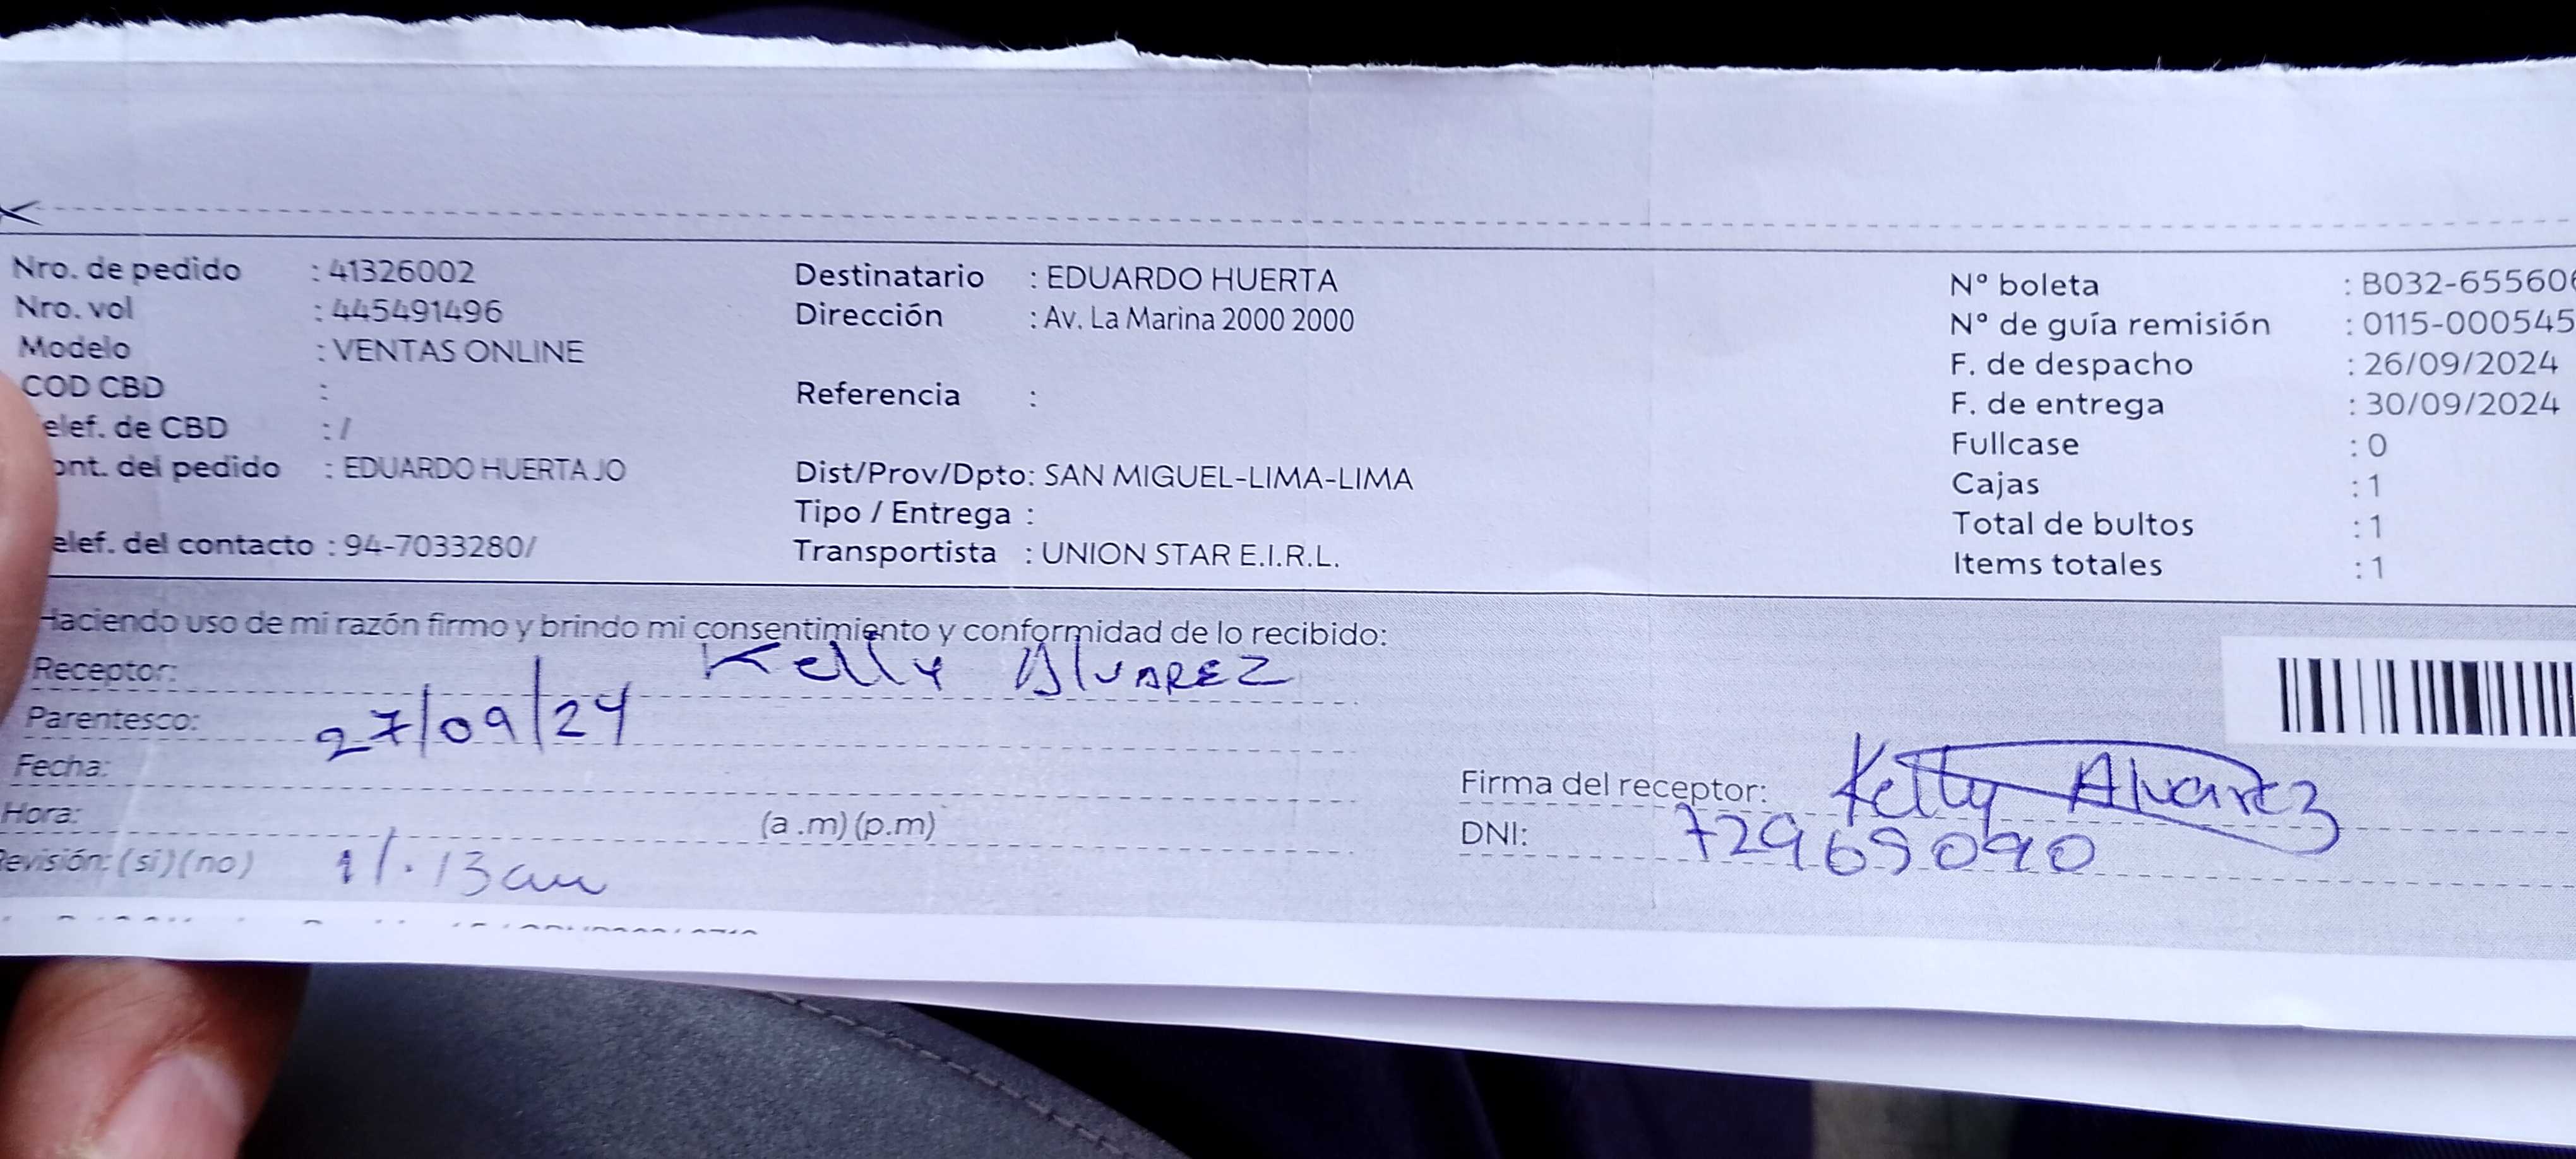 Nro. de pedido : 41326002
Nro. vol : 445491496
Modelo : VENTAS ONLINE
COD CBD :
elef. de CBD : /
ont. del pedido : EDUARDO HUERTA JO
elef. del contacto : 94-7033280/
Destinatario : EDUARDO HUERTA
Dirección : Av. La Marina 2000 2000
Referencia :
Dist/Prov/Dpto: SAN MIGUEL-LIMA-LIMA
Tipo / Entrega :
Transportista : UNION STAR E.I.R.L.
Nº boleta : B032-65560
Nº de guía remisión : 0115-000545
F. de despacho : 26/09/2024
F. de entrega : 30/09/2024
Fullcase : 0
Cajas : 1
Total de bultos : 1
Items totales : 1
Haciendo uso de mi razón firmo y brindo mi consentimiento y conformidad de lo recibido:
Receptor: Kelly Alvarez
Parentesco: 27/09/24
Fecha:
Hora: (a .m) (p.m)
evisión: (si) (no) 11.13am
Firma del receptor: Kelly Alvarez
DNI: 72969090